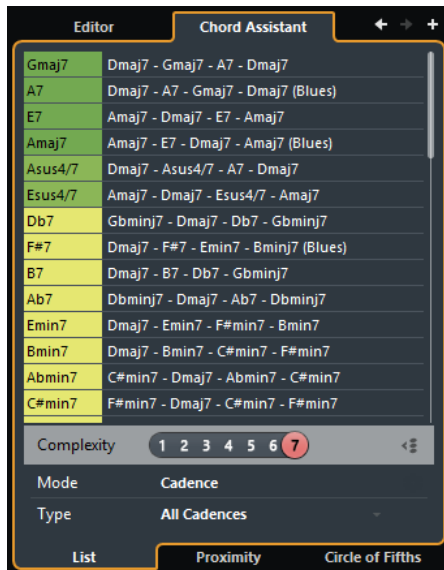 Editor Chord Assistant
Gmaj7 Dmaj7 - Gmaj7 - A7 - Dmaj7
A7 Dmaj7 - A7 - Gmaj7 - Dmaj7 (Blues)
E7 Amaj7 - Dmaj7 - E7 - Amaj7
Amaj7 Amaj7 - E7 - Dmaj7 - Amaj7 (Blues)
Asus4/7 Dmaj7 - Asus4/7 - A7 - Dmaj7
Esus4/7 Amaj7 - Dmaj7 - Esus4/7 - Amaj7
Db7 Gbminj7 - Dmaj7 - Db7 - Gbminj7
F#7 Dmaj7 - F#7 - Emin7 - Bminj7 (Blues)
B7 Dmaj7 - B7 - Db7 - Gbminj7
Ab7 Dbminj7 - Dmaj7 - Ab7 - Dbminj7
Emin7 Dmaj7 - Emin7 - F#min7 - Bmin7
Bmin7 Dmaj7 - Bmin7 - C#min7 - F#min7
Abmin7 C#min7 - Dmaj7 - Abmin7 - C#min7
C#min7 F#min7 - Dmaj7 - C#min7 - F#min7
Complexity 1 2 3 4 5 6 7
Mode Cadence
Type All Cadences
List Proximity Circle of Fifths